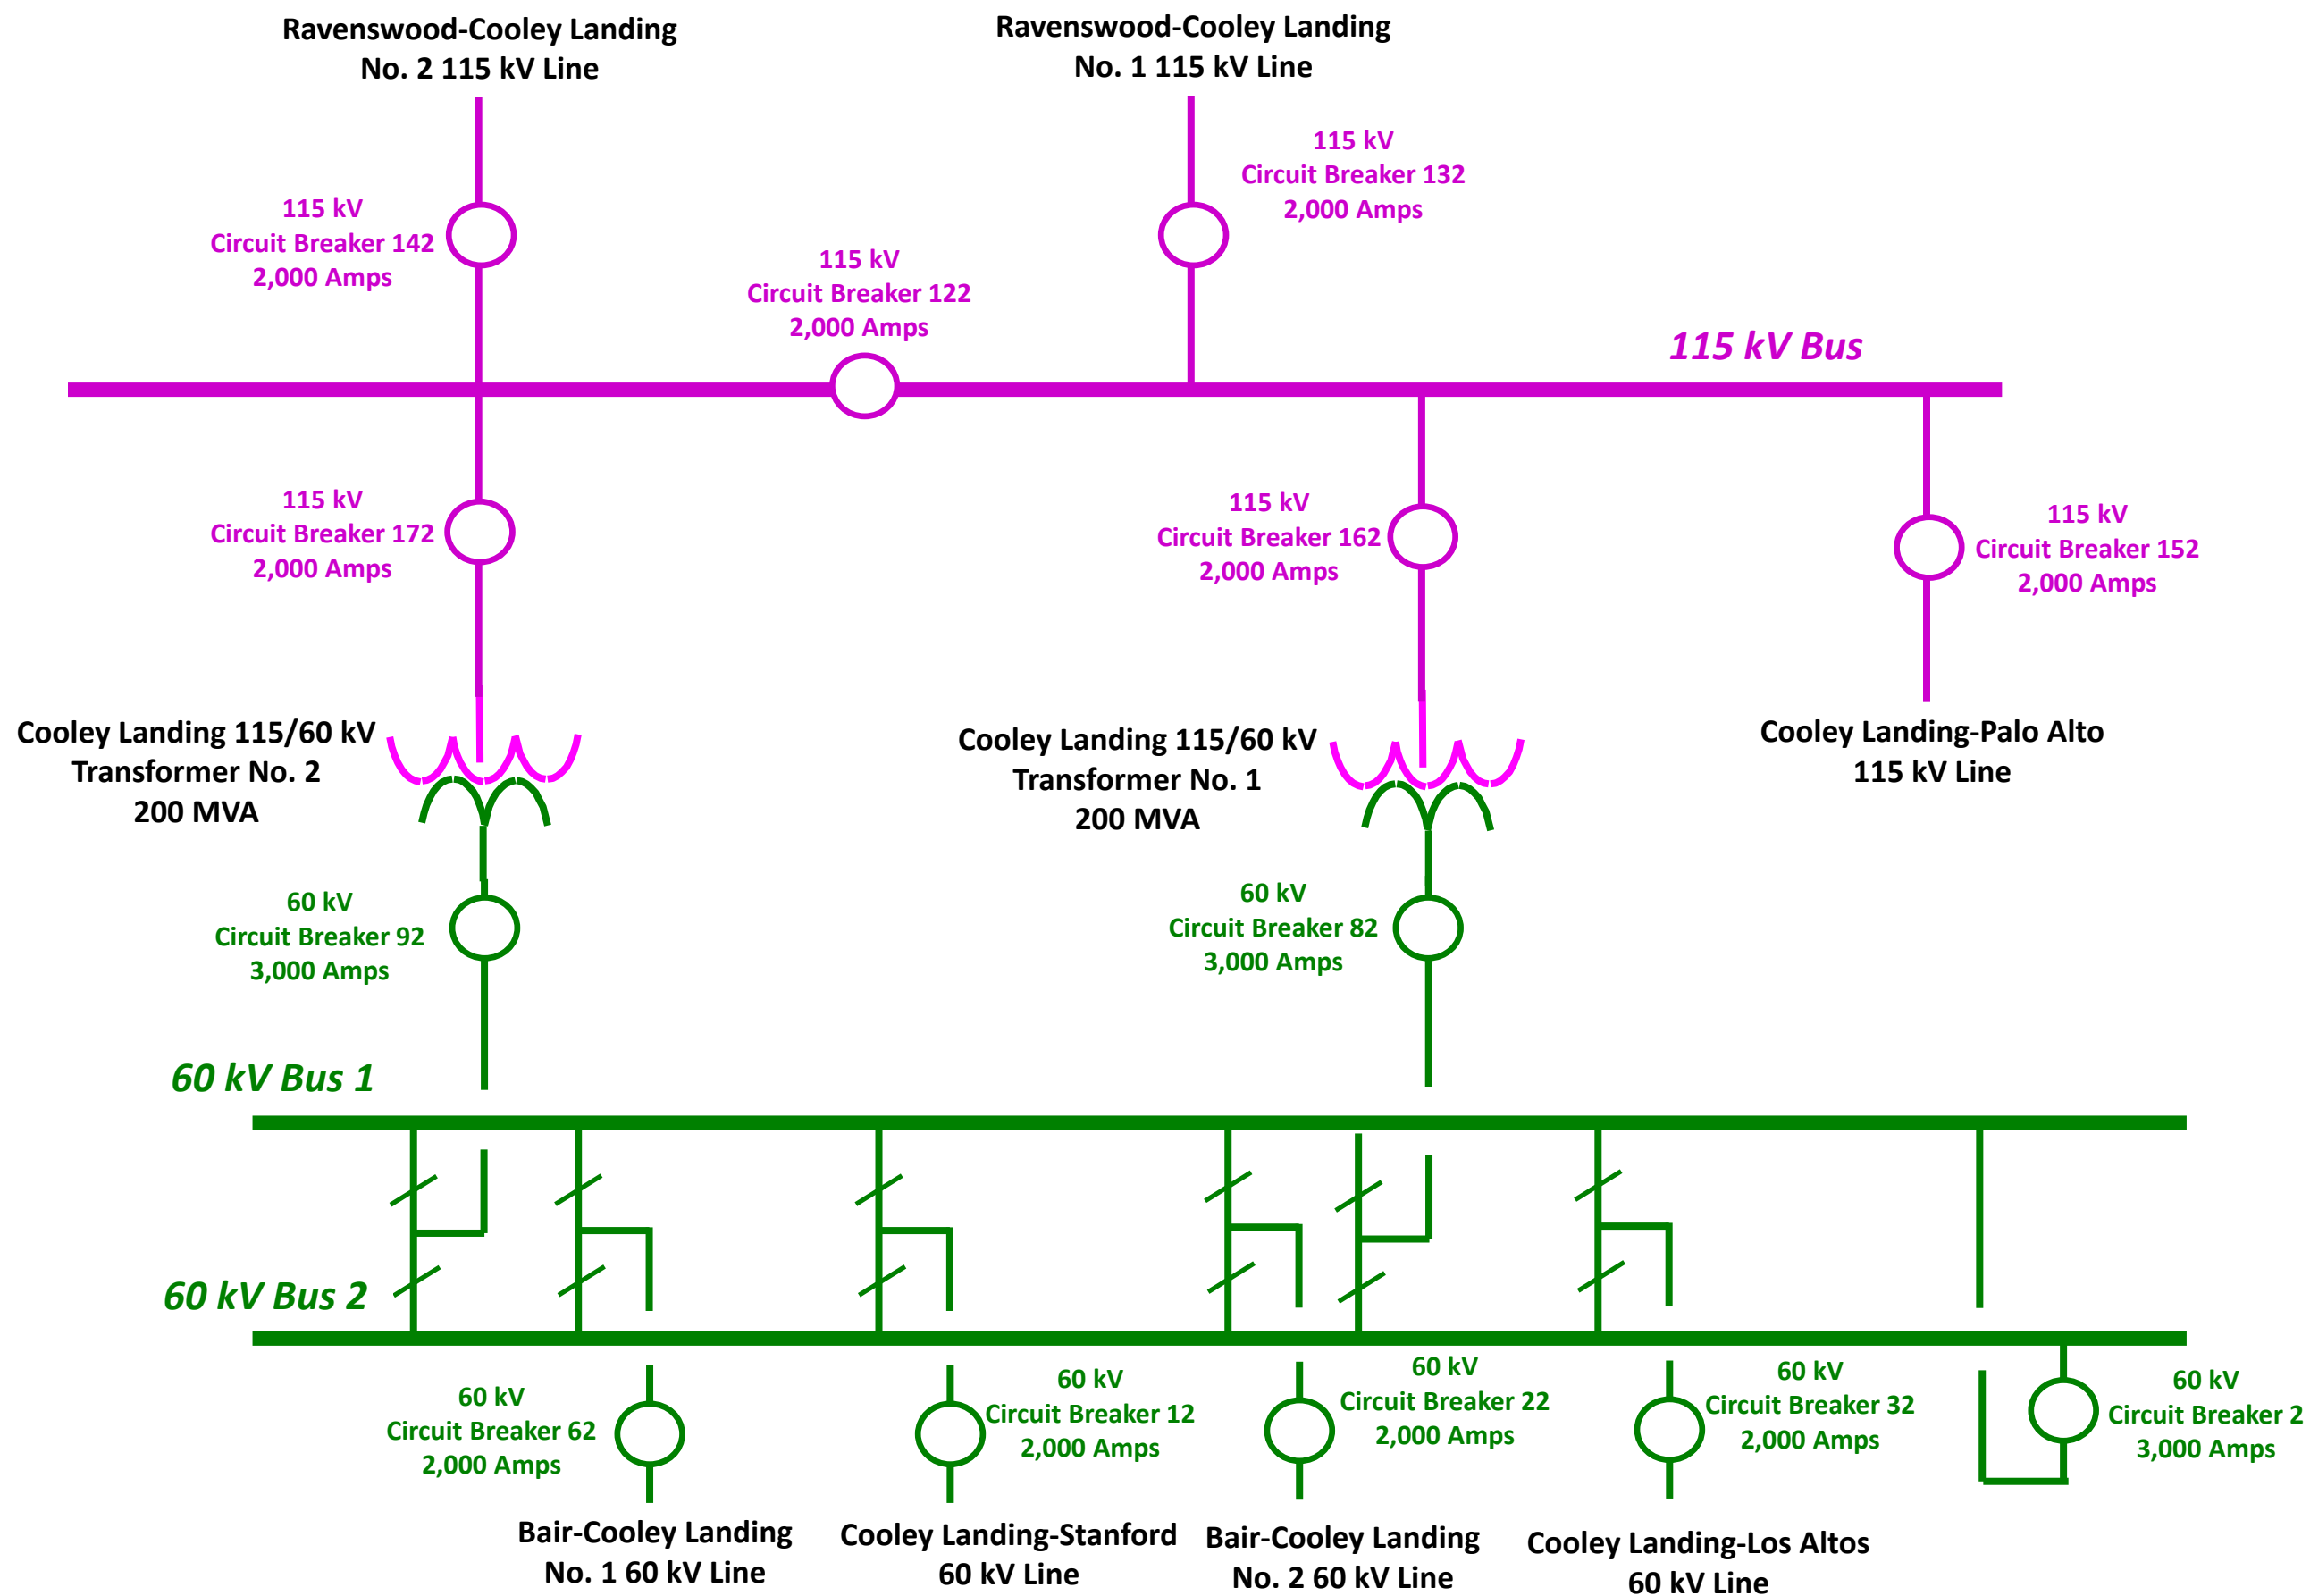 Ravenswood-Cooley Landing
No. 2 115 kV Line
Ravenswood-Cooley Landing
No. 1 115 kV Line
115 kV
Circuit Breaker 132
2,000 Amps
115 kV
Circuit Breaker 142
2,000 Amps
115 kV
Circuit Breaker 122
2,000 Amps
115 kV Bus
115 kV
Circuit Breaker 172
2,000 Amps
115 kV
Circuit Breaker 162
2,000 Amps
115 kV
Circuit Breaker 152
2,000 Amps
Cooley Landing 115/60 kV
Transformer No. 2
200 MVA
Cooley Landing 115/60 kV
Transformer No. 1
200 MVA
Cooley Landing-Palo Alto
115 kV Line
60 kV
Circuit Breaker 92
3,000 Amps
60 kV
Circuit Breaker 82
3,000 Amps
60 kV Bus 1
60 kV Bus 2
60 kV
Circuit Breaker 62
2,000 Amps
60 kV
Circuit Breaker 12
2,000 Amps
60 kV
Circuit Breaker 22
2,000 Amps
60 kV
Circuit Breaker 32
2,000 Amps
60 kV
Circuit Breaker 2
3,000 Amps
Bair-Cooley Landing
No. 1 60 kV Line
Cooley Landing-Stanford
60 kV Line
Bair-Cooley Landing
No. 2 60 kV Line
Cooley Landing-Los Altos
60 kV Line